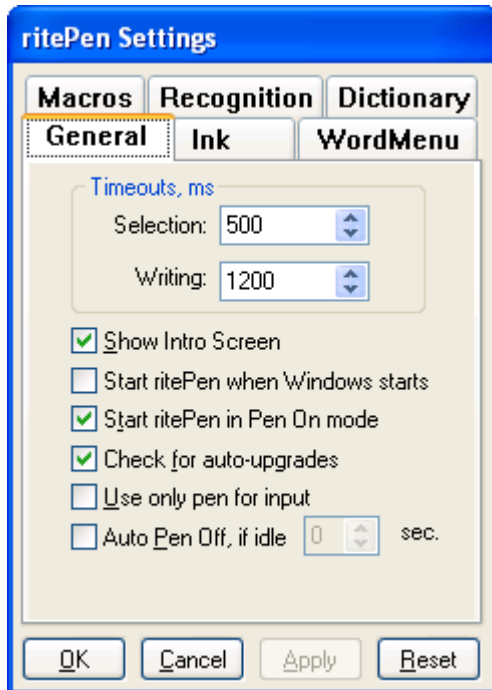 ritePen Settings
Macros Recognition Dictionary
General Ink WordMenu
Timeouts, ms
Selection: 500
Writing: 1200
Show Intro Screen
Start ritePen when Windows starts
Start ritePen in Pen On mode
Check for auto-upgrades
Use only pen for input
Auto Pen Off, if idle 0 sec.
OK Cancel Apply Reset